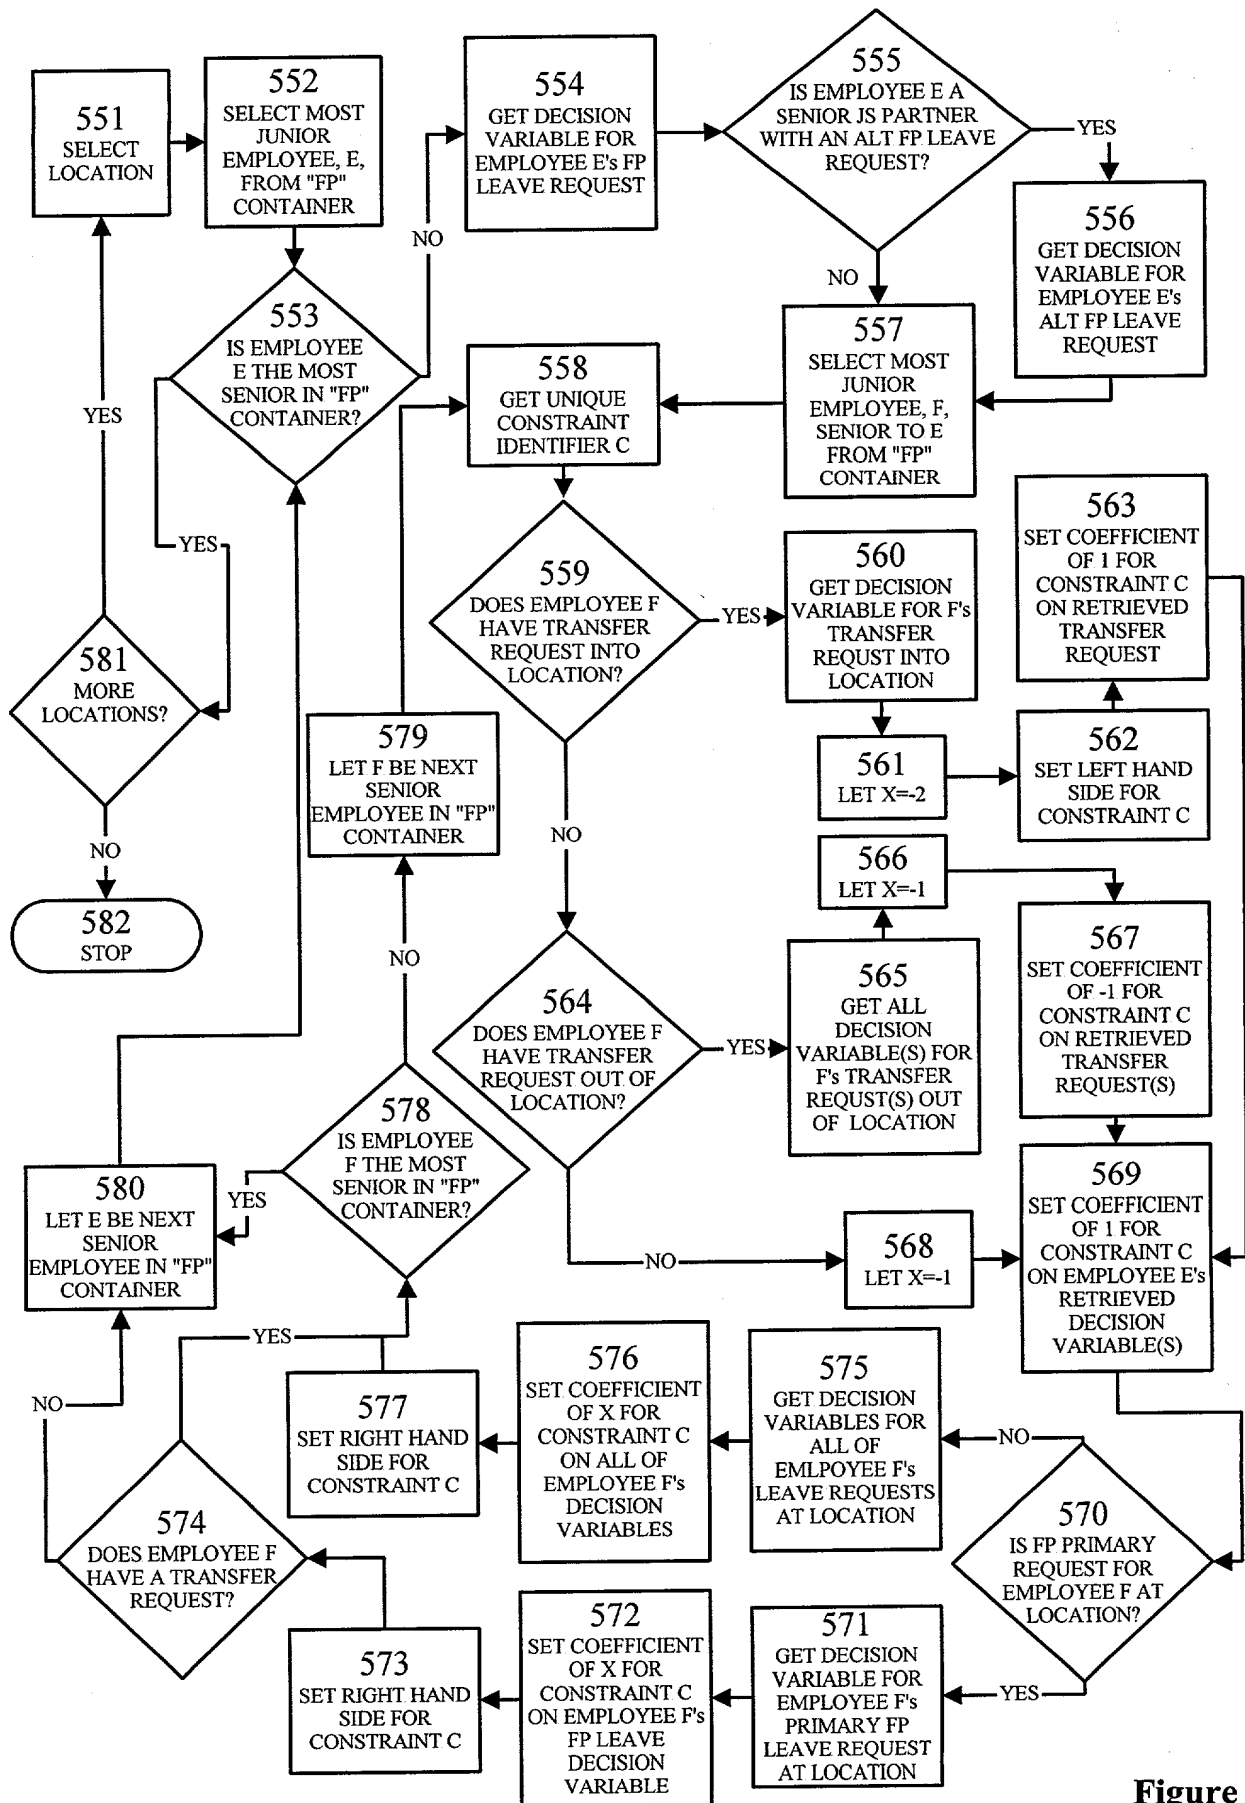 551
SELECT
LOCATION
552
SELECT MOST
JUNIOR
EMPLOYEE, E,
FROM "FP"
CONTAINER
553
IS EMPLOYEE
E THE MOST
SENIOR IN "FP"
CONTAINER?
NO
YES
554
GET DECISION
VARIABLE FOR
EMPLOYEE E's FP
LEAVE REQUEST
555
IS EMPLOYEE E A
SENIOR JS PARTNER
WITH AN ALT FP LEAVE
REQUEST?
YES
NO
556
GET DECISION
VARIABLE FOR
EMPLOYEE E's
ALT FP LEAVE
REQUEST
557
SELECT MOST
JUNIOR
EMPLOYEE, F,
SENIOR TO E
FROM "FP"
CONTAINER
558
GET UNIQUE
CONSTRAINT
IDENTIFIER C
559
DOES EMPLOYEE F
HAVE TRANSFER
REQUEST INTO
LOCATION?
YES
NO
560
GET DECISION
VARIABLE FOR F's
TRANSFER
REQUST INTO
LOCATION
561
LET X=-2
562
SET LEFT HAND
SIDE FOR
CONSTRAINT C
563
SET COEFFICIENT
OF 1 FOR
CONSTRAINT C
ON RETRIEVED
TRANSFER
REQUEST
564
DOES EMPLOYEE F
HAVE TRANSFER
REQUEST OUT OF
LOCATION?
YES
NO
565
GET ALL
DECISION
VARIABLE(S) FOR
F's TRANSFER
REQUST(S) OUT
OF LOCATION
566
LET X=-1
567
SET COEFFICIENT
OF -1 FOR
CONSTRAINT C
ON RETRIEVED
TRANSFER
REQUEST(S)
568
LET X=-1
569
SET COEFFICIENT
OF 1 FOR
CONSTRAINT C
ON EMPLOYEE E's
RETRIEVED
DECISION
VARIABLE(S)
570
IS FP PRIMARY
REQUEST FOR
EMPLOYEE F AT
LOCATION?
NO
YES
571
GET DECISION
VARIABLE FOR
EMPLOYEE F's
PRIMARY FP
LEAVE REQUEST
AT LOCATION
572
SET COEFFICIENT
OF X FOR
CONSTRAINT C
ON EMPLOYEE F's
FP LEAVE
DECISION
VARIABLE
573
SET RIGHT HAND
SIDE FOR
CONSTRAINT C
574
DOES EMPLOYEE F
HAVE A TRANSFER
REQUEST?
YES
NO
575
GET DECISION
VARIABLES FOR
ALL OF
EMLPOYEE F's
LEAVE REQUESTS
AT LOCATION
576
SET COEFFICIENT
OF X FOR
CONSTRAINT C
ON ALL OF
EMPLOYEE F's
DECISION
VARIABLES
577
SET RIGHT HAND
SIDE FOR
CONSTRAINT C
578
IS EMPLOYEE
F THE MOST
SENIOR IN "FP"
CONTAINER?
NO
YES
579
LET F BE NEXT
SENIOR
EMPLOYEE IN "FP"
CONTAINER
580
LET E BE NEXT
SENIOR
EMPLOYEE IN "FP"
CONTAINER
581
MORE
LOCATIONS?
YES
NO
582
STOP
Figure